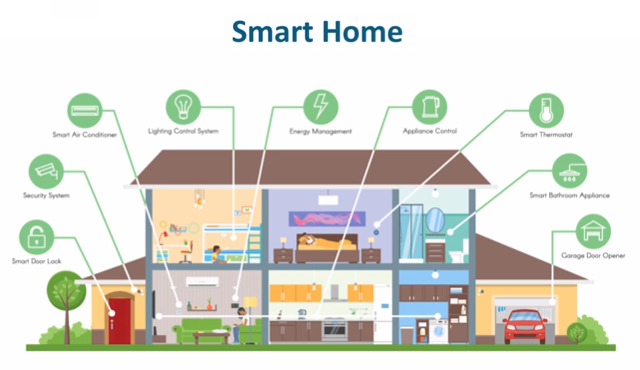 Smart Home
Smart Air Conditioner
Lighting Control System
Energy Management
Appliance Control
Smart Thermostat
Security System
Smart Bathroom Appliance
Smart Door Lock
Garage Door Opener